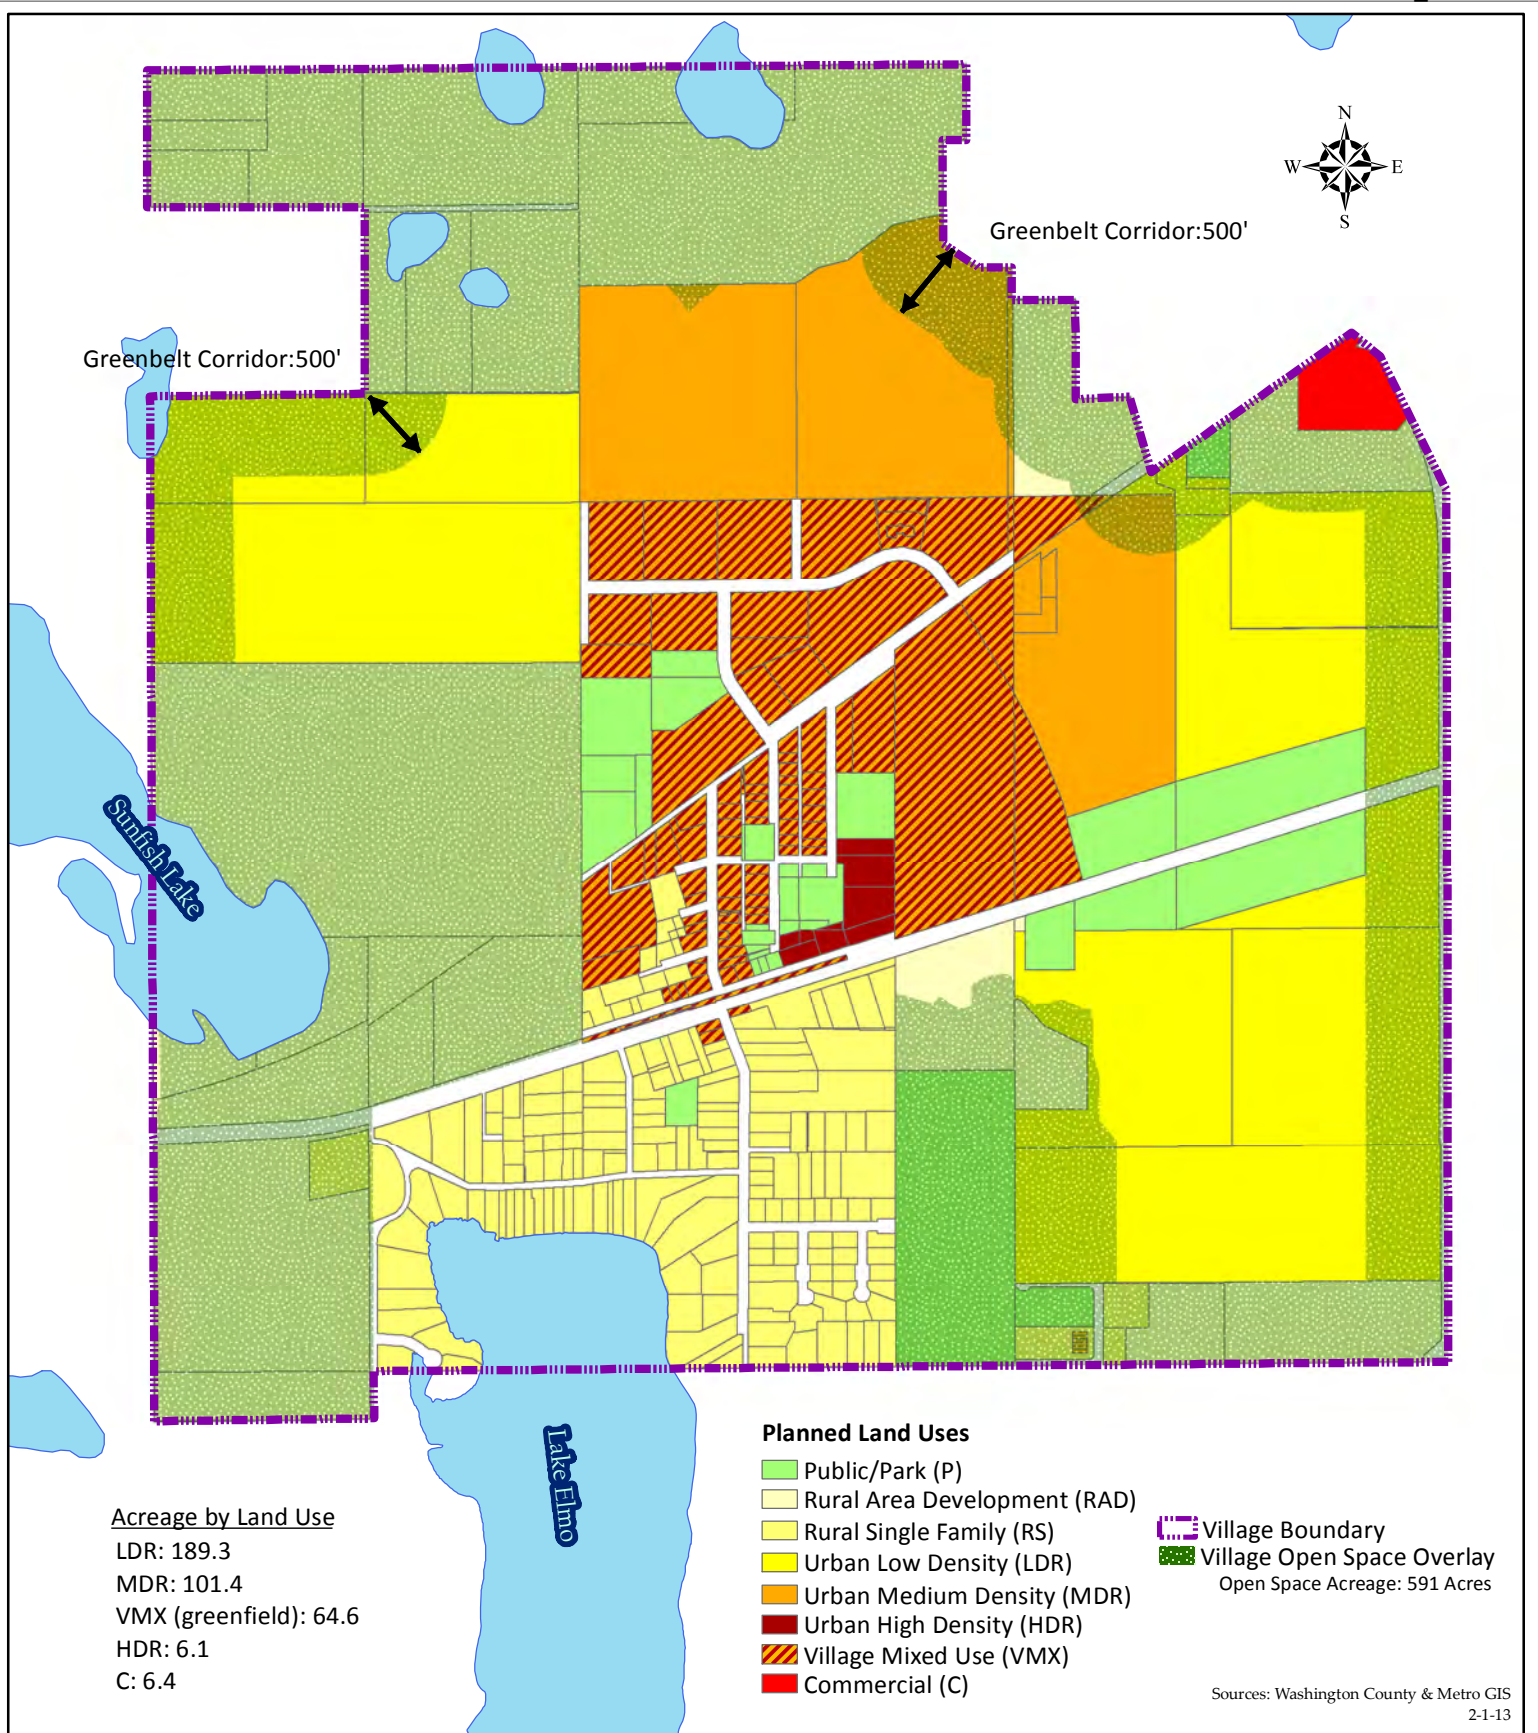 N
W E
S
Greenbelt Corridor:500'
Greenbelt Corridor:500'
Sunfish Lake
Lake Elmo
Planned Land Uses
Public/Park (P)
Rural Area Development (RAD)
Rural Single Family (RS)
Urban Low Density (LDR)
Urban Medium Density (MDR)
Urban High Density (HDR)
Village Mixed Use (VMX)
Commercial (C)
Village Boundary
Village Open Space Overlay
Open Space Acreage: 591 Acres
Acreage by Land Use
LDR: 189.3
MDR: 101.4
VMX (greenfield): 64.6
HDR: 6.1
C: 6.4
Sources: Washington County & Metro GIS
2-1-13